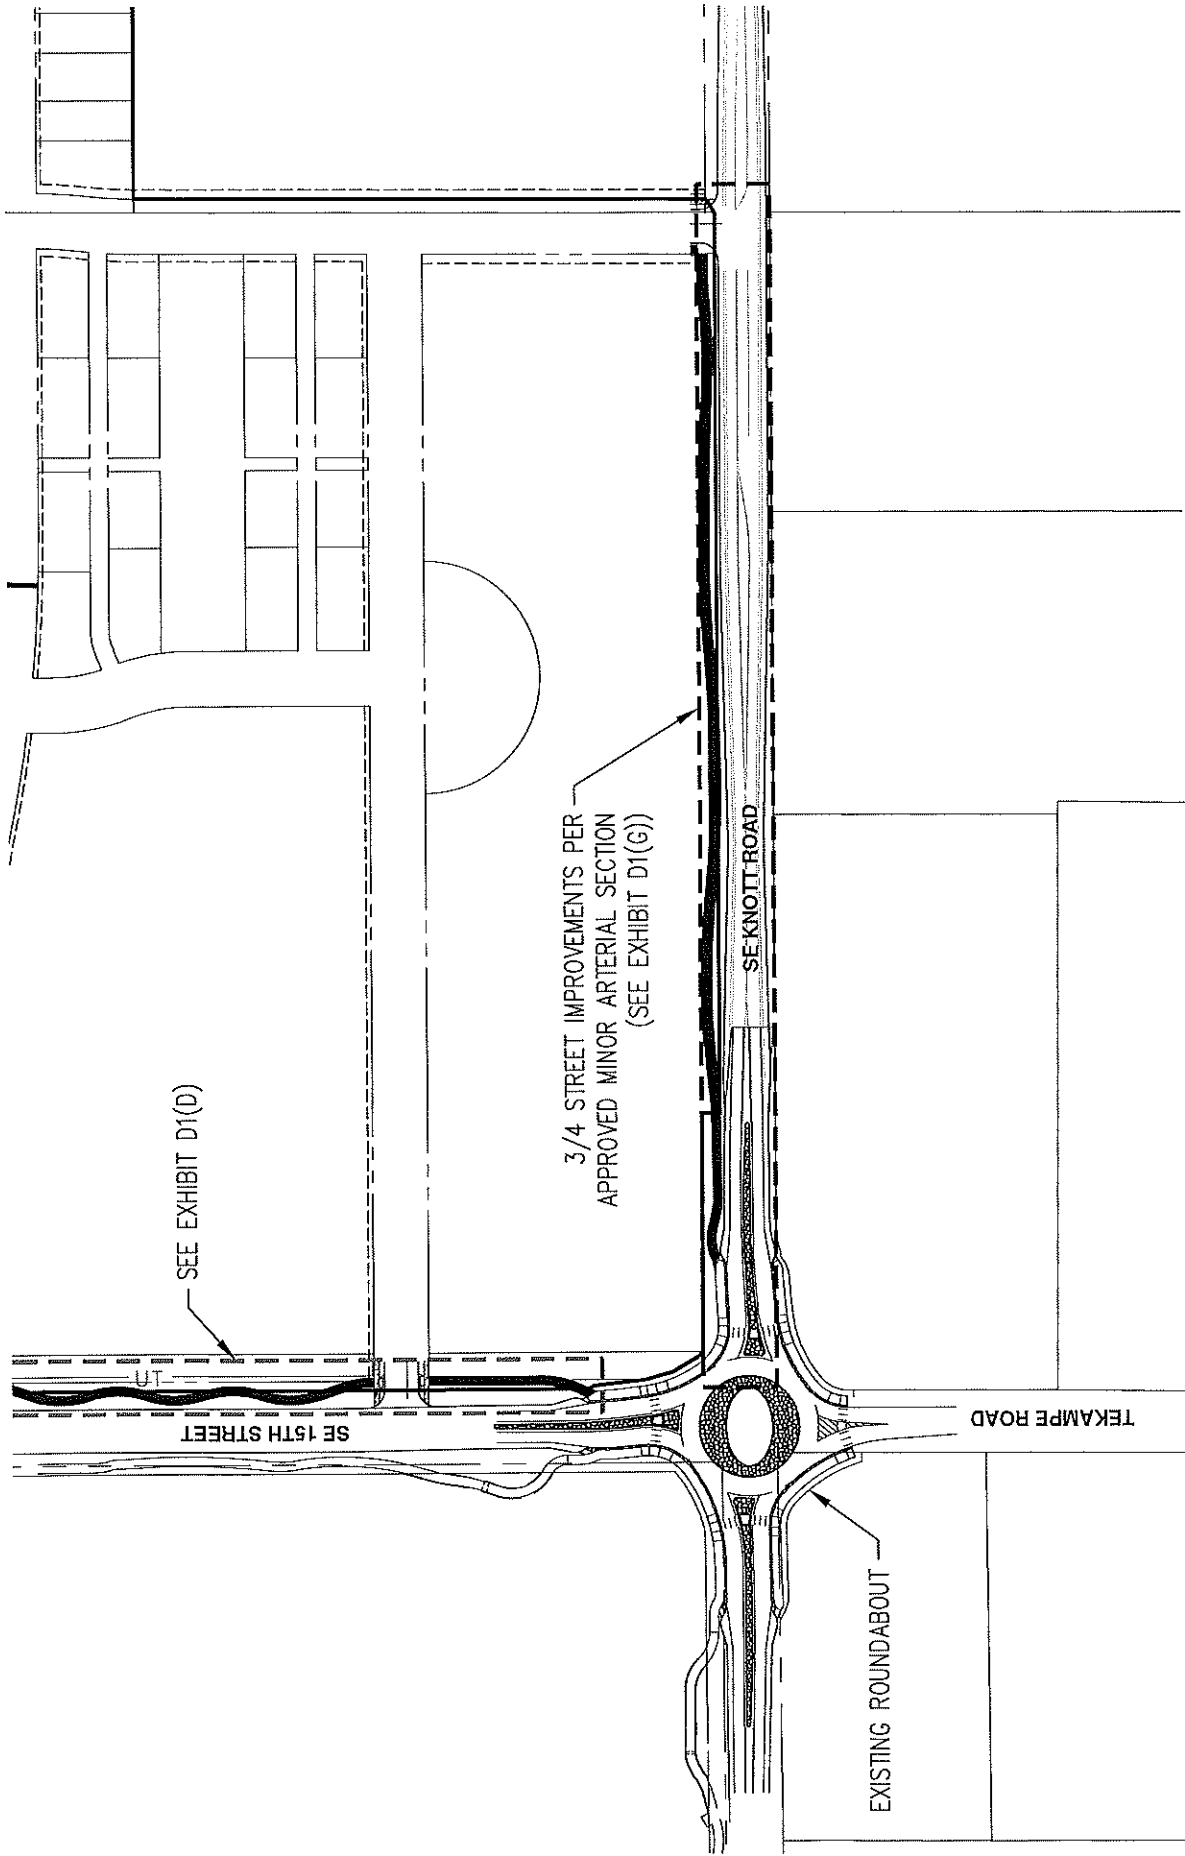 SEE EXHIBIT D1(D)
3/4 STREET IMPROVEMENTS PER
APPROVED MINOR ARTERIAL SECTION
(SEE EXHIBIT D1(G))
SE KNOTT ROAD
UT
SE 15TH STREET
TEKAMPE ROAD
EXISTING ROUNDABOUT